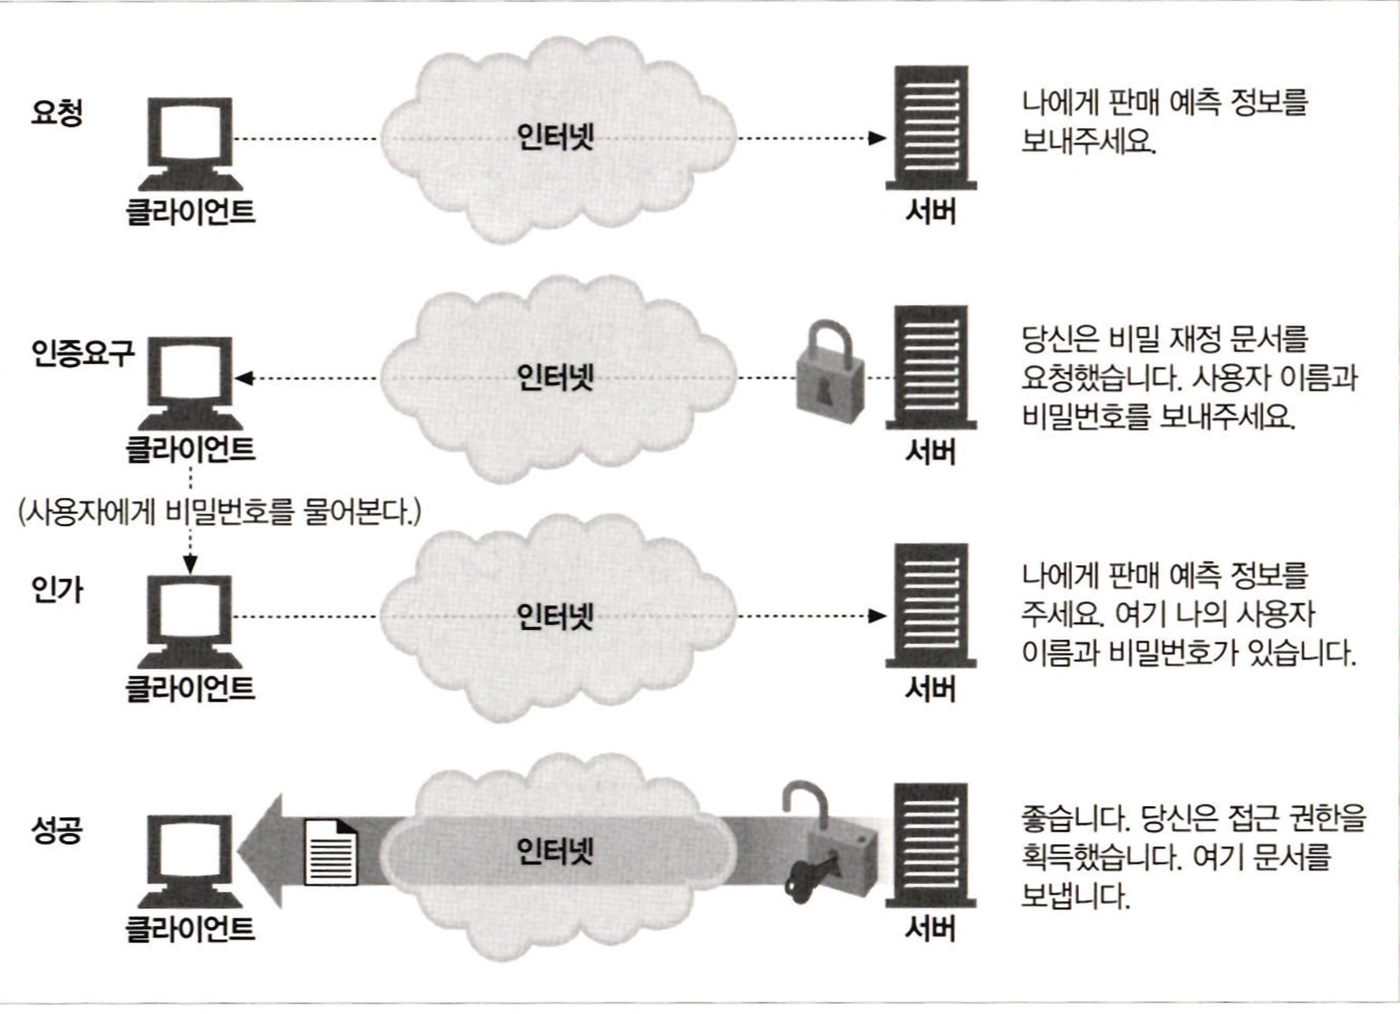 요청
인터넷
나에게 판매 예측 정보를
보내주세요.
클라이언트
서버
인증요구
인터넷
당신은 비밀 재정 문서를
요청했습니다. 사용자 이름과
비밀번호를 보내주세요.
클라이언트
서버
(사용자에게 비밀번호를 물어본다.)
인가
인터넷
나에게 판매 예측 정보를
주세요. 여기 나의 사용자
이름과 비밀번호가 있습니다.
클라이언트
서버
성공
인터넷
좋습니다. 당신은 접근 권한을
획득했습니다. 여기 문서를
보냅니다.
클라이언트
서버